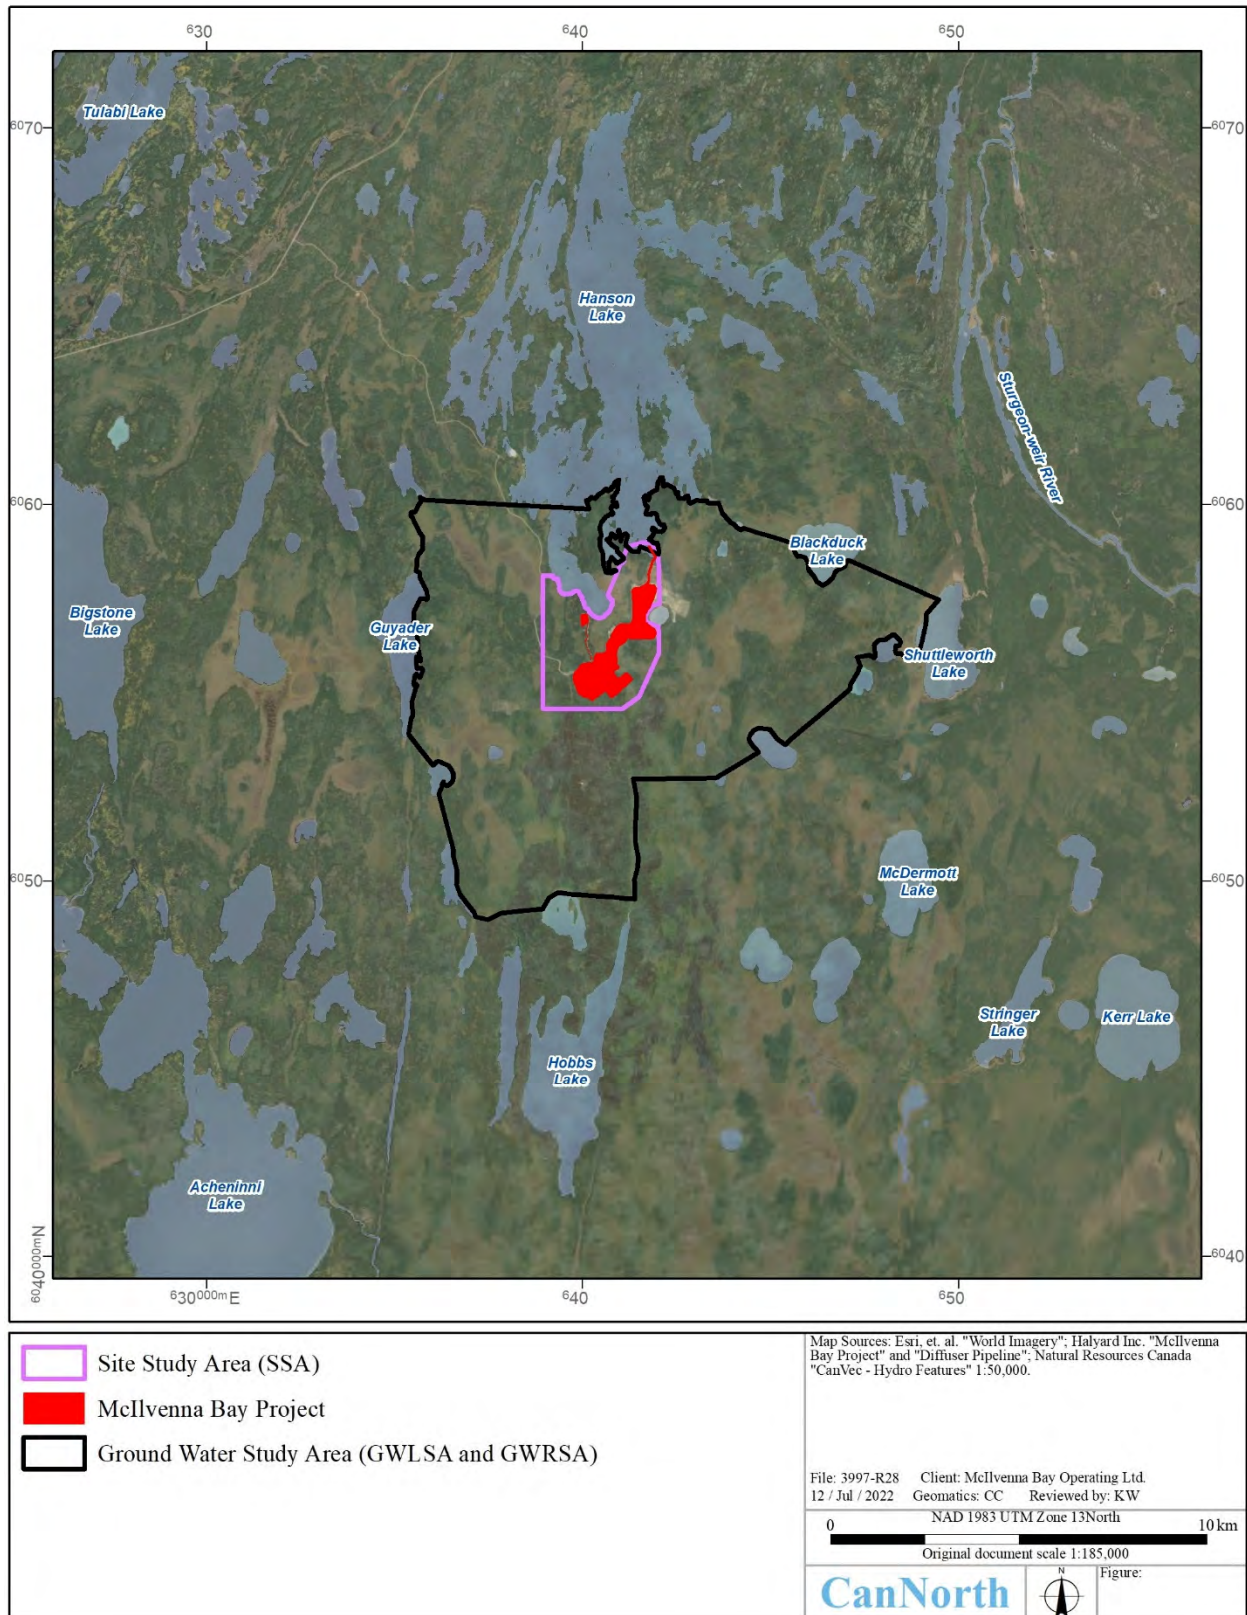 630 640 650
Tulabi Lake
6070 6070
Hanson
Lake
Sturgeon-weir River
6060 6060
Blackduck
Lake
Bigstone
Lake
Guyader
Lake
Shuttleworth
Lake
McDermott
Lake
6050 6050
Stringer
Lake
Kerr Lake
Hobbs
Lake
Acheninni
Lake
6040000mN 6040
630000m E 640 650
Site Study Area (SSA)
McIlvenna Bay Project
Ground Water Study Area (GWLSA and GWRSA)
Map Sources: Esri, et. al. "World Imagery"; Halyard Inc. "McIlvenna
Bay Project" and "Diffuser Pipeline"; Natural Resources Canada
"CanVec - Hydro Features" 1:50,000.
File: 3997-R28 Client: McIlvenna Bay Operating Ltd.
12 / Jul / 2022 Geomatics: CC Reviewed by: KW
NAD 1983 UTM Zone 13North
0 10 km
Original document scale 1:185,000
CanNorth
N
Figure: